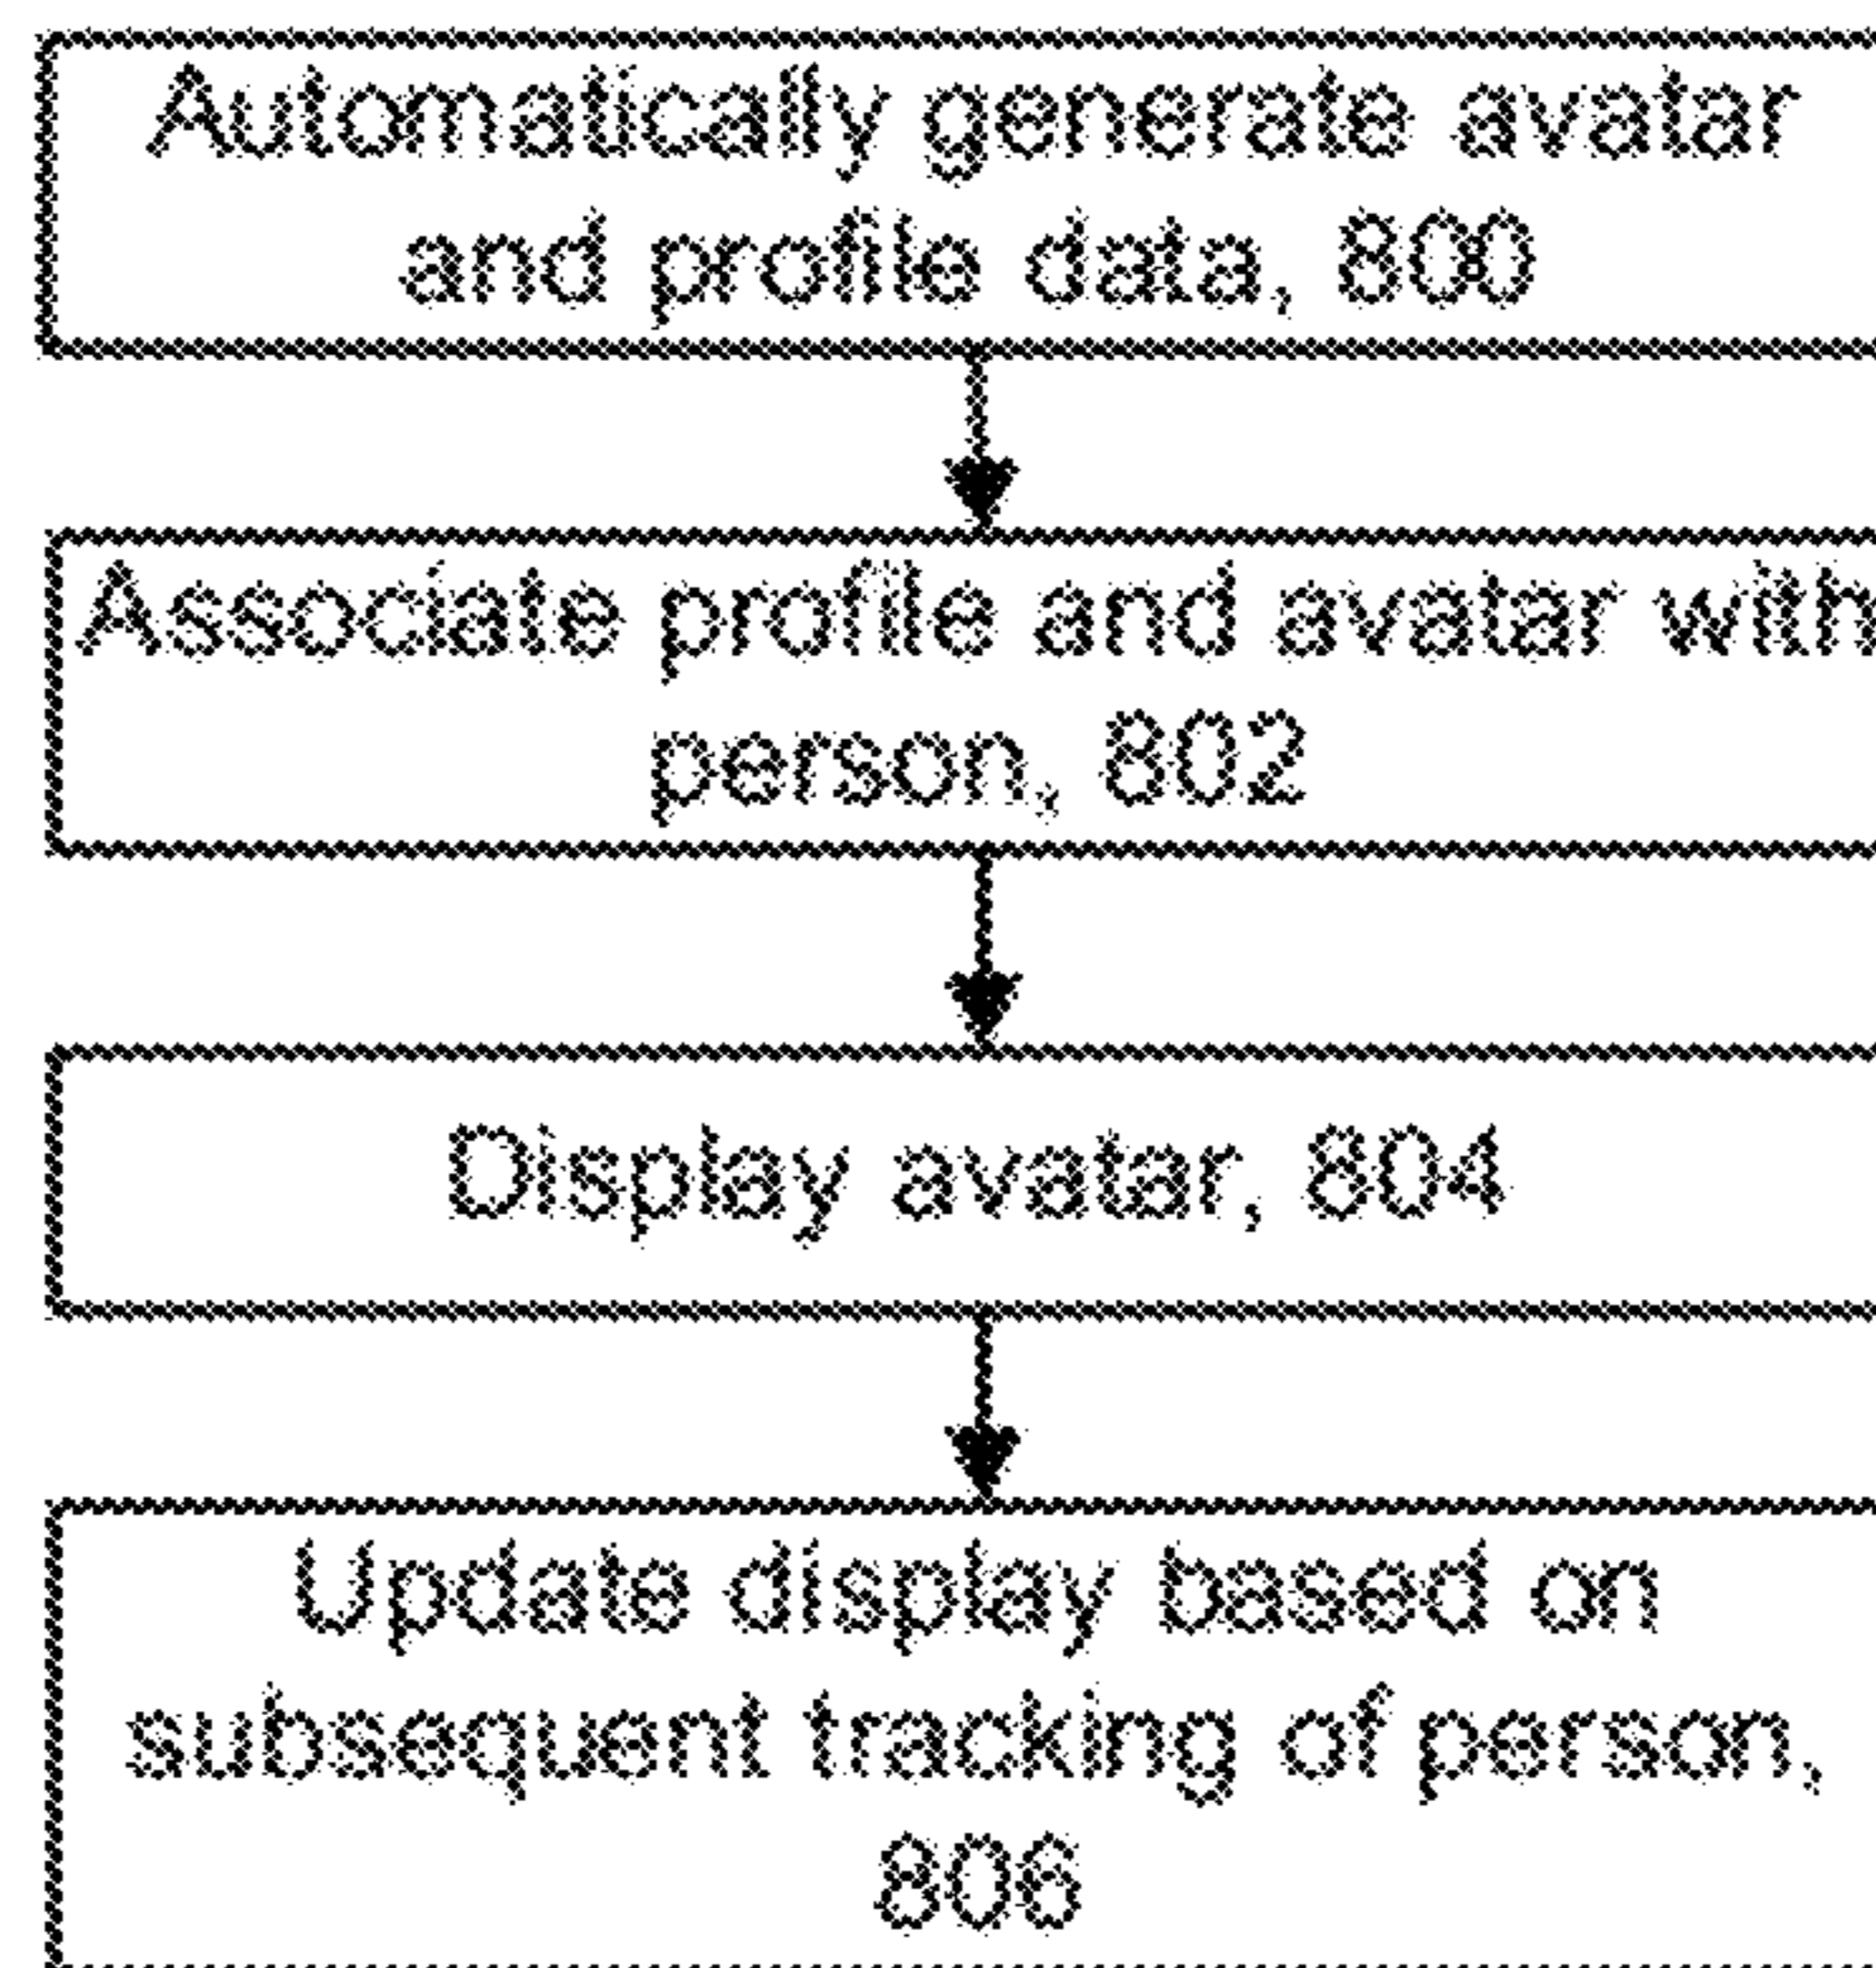 Automatically generate avatar
and profile data, 800
Associate profile and avatar with
person, 802
Display avatar, 804
Update display based on
subsequent tracking of person,
806